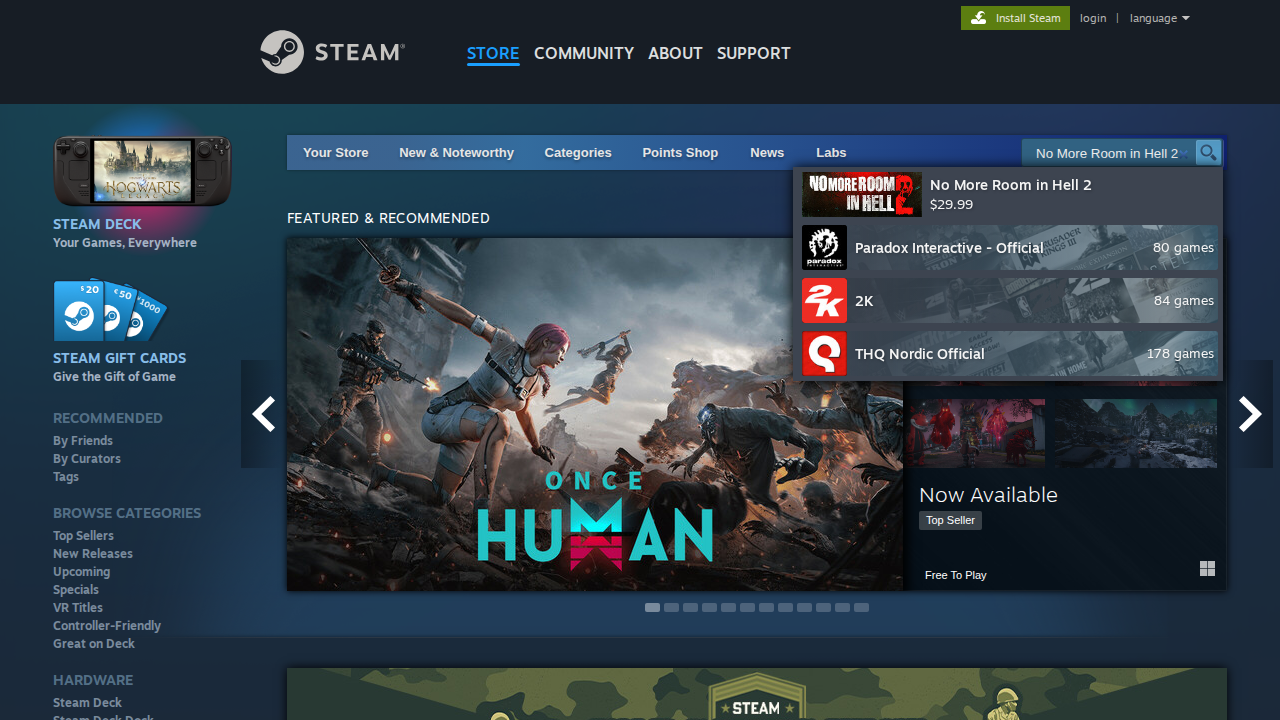 Install Steam
login | language
STEAM®
STORE COMMUNITY ABOUT SUPPORT
HOGWARTS
LEGACY
STEAM DECK
Your Games, Everywhere
$ 20 € 50 ¥1000
STEAM GIFT CARDS
Give the Gift of Game
RECOMMENDED
By Friends
By Curators
Tags
BROWSE CATEGORIES
Top Sellers
New Releases
Upcoming
Specials
VR Titles
Controller-Friendly
Great on Deck
HARDWARE
Steam Deck
Steam Deck Dock
Your Store New & Noteworthy Categories Points Shop News Labs
No More Room in Hell 2
NO MORE ROOM
IN HELL 2
No More Room in Hell 2
$29.99
paradox
INTERACTIVE
Paradox Interactive - Official
80 games
2K
2K
84 games
THQ Nordic Official
178 games
FEATURED & RECOMMENDED
ONCE
HUMAN
Now Available
Top Seller
Free To Play
STEAM